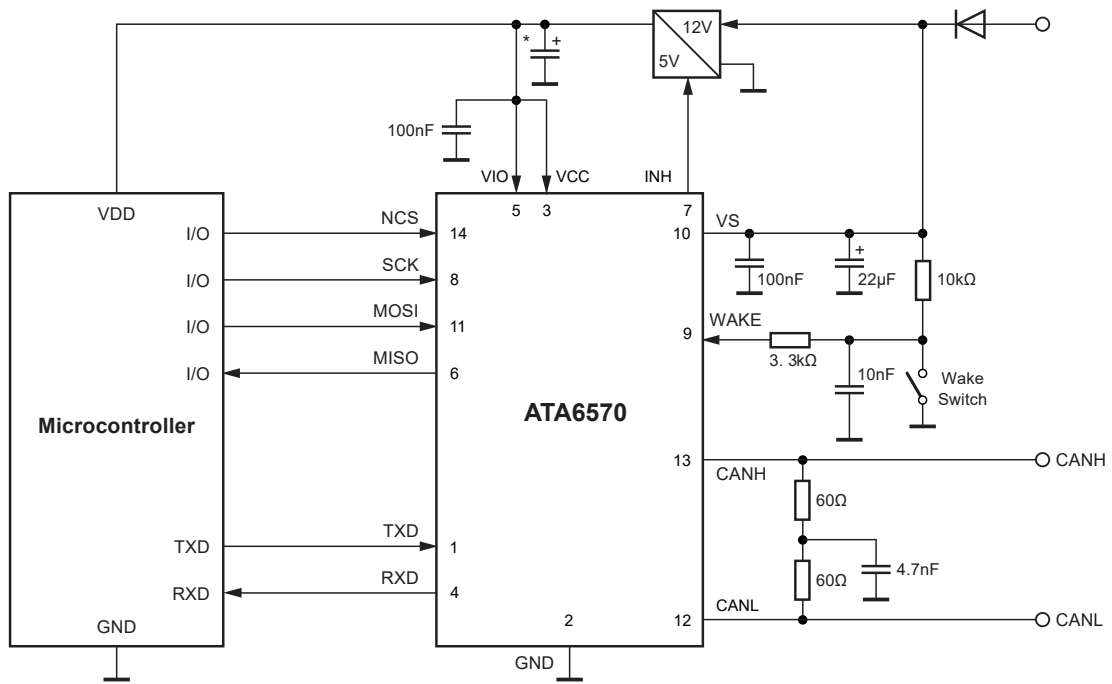 12V
*
+
5V
100nF
VIO
VCC
INH
VDD
5
3
7
I/O
NCS
14
10
VS
+
I/O
SCK
8
100nF
22µF
10kΩ
I/O
MOSI
11
9
WAKE
I/O
MISO
6
3. 3kΩ
10nF
Wake
Switch
Microcontroller
ATA6570
13
CANH
CANH
60Ω
TXD
TXD
1
60Ω
4.7nF
RXD
RXD
4
CANL
12
CANL
GND
2
GND